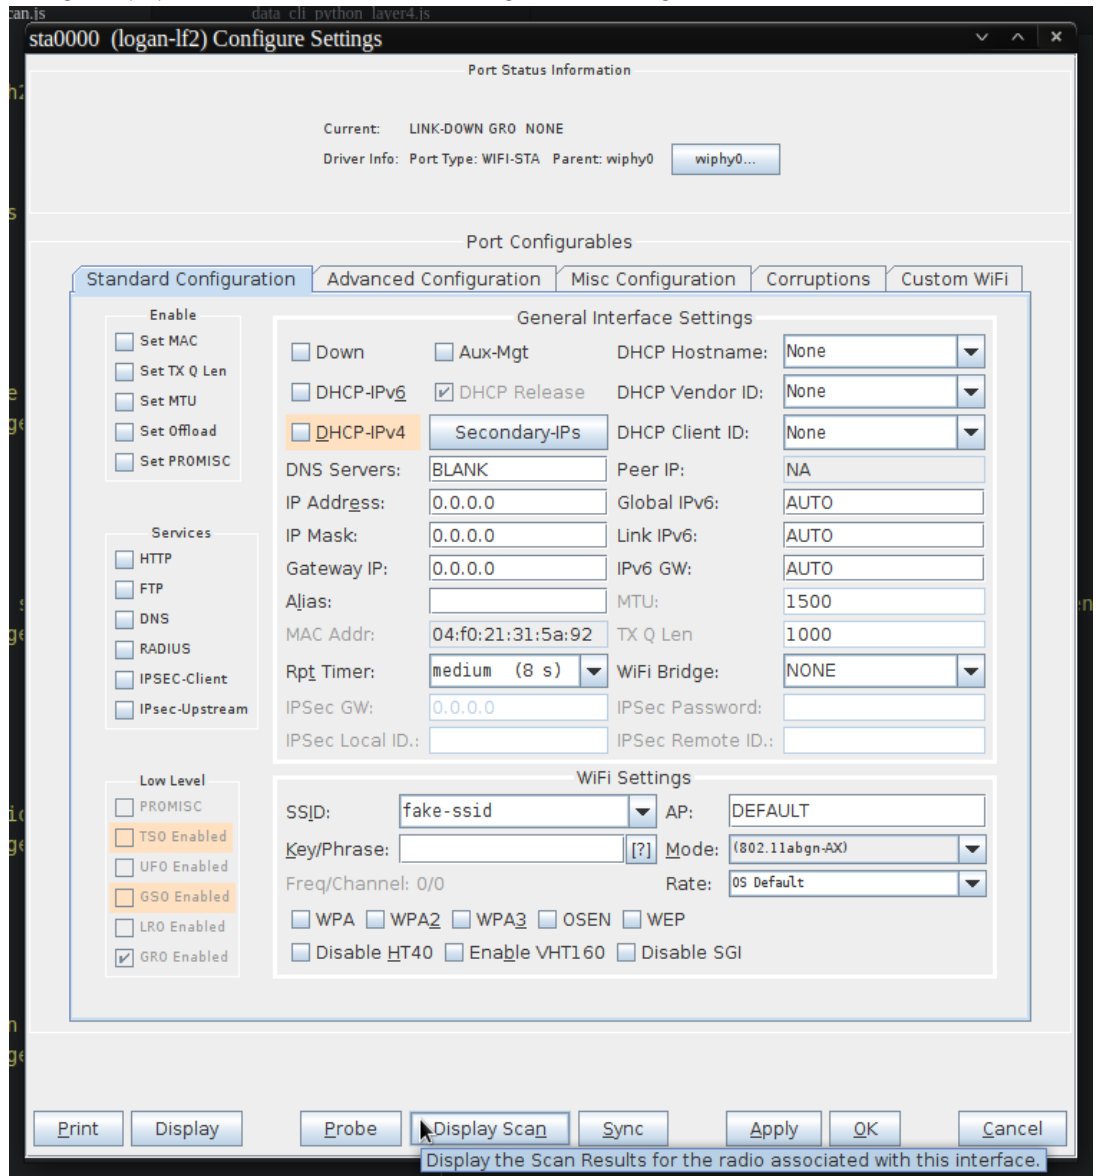 can.js data_cli_python_layer4.js
sta0000 (logan-lf2) Configure Settings
Port Status Information
Current: LINK-DOWN GRO NONE
Driver Info: Port Type: WIFI-STA Parent: wiphy0 wiphy0...
Port Configurables
Standard Configuration Advanced Configuration Misc Configuration Corruptions Custom WiFi
Enable
Set MAC
Set TX Q Len
Set MTU
Set Offload
Set PROMISC
Services
HTTP
FTP
DNS
RADIUS
IPSEC-Client
IPsec-Upstream
Low Level
PROMISC
TSO Enabled
UFO Enabled
GSO Enabled
LRO Enabled
GRO Enabled
General Interface Settings
Down Aux-Mgt DHCP Hostname: None
DHCP-IPv6 DHCP Release DHCP Vendor ID: None
DHCP-IPv4 Secondary-IPs DHCP Client ID: None
DNS Servers: BLANK Peer IP: NA
IP Address: 0.0.0.0 Global IPv6: AUTO
IP Mask: 0.0.0.0 Link IPv6: AUTO
Gateway IP: 0.0.0.0 IPv6 GW: AUTO
Alias: MTU: 1500
MAC Addr: 04:f0:21:31:5a:92 TX Q Len 1000
Rpt Timer: medium (8 s) WiFi Bridge: NONE
IPSec GW: 0.0.0.0 IPSec Password:
IPSec Local ID.: IPSec Remote ID.:
WiFi Settings
SSID: fake-ssid AP: DEFAULT
Key/Phrase: [?] Mode: (802.11abgn-AX)
Freq/Channel: 0/0 Rate: OS Default
WPA WPA2 WPA3 OSEN WEP
Disable HT40 Enable VHT160 Disable SGI
Print Display Probe Display Scan Sync Apply OK Cancel
Display the Scan Results for the radio associated with this interface.